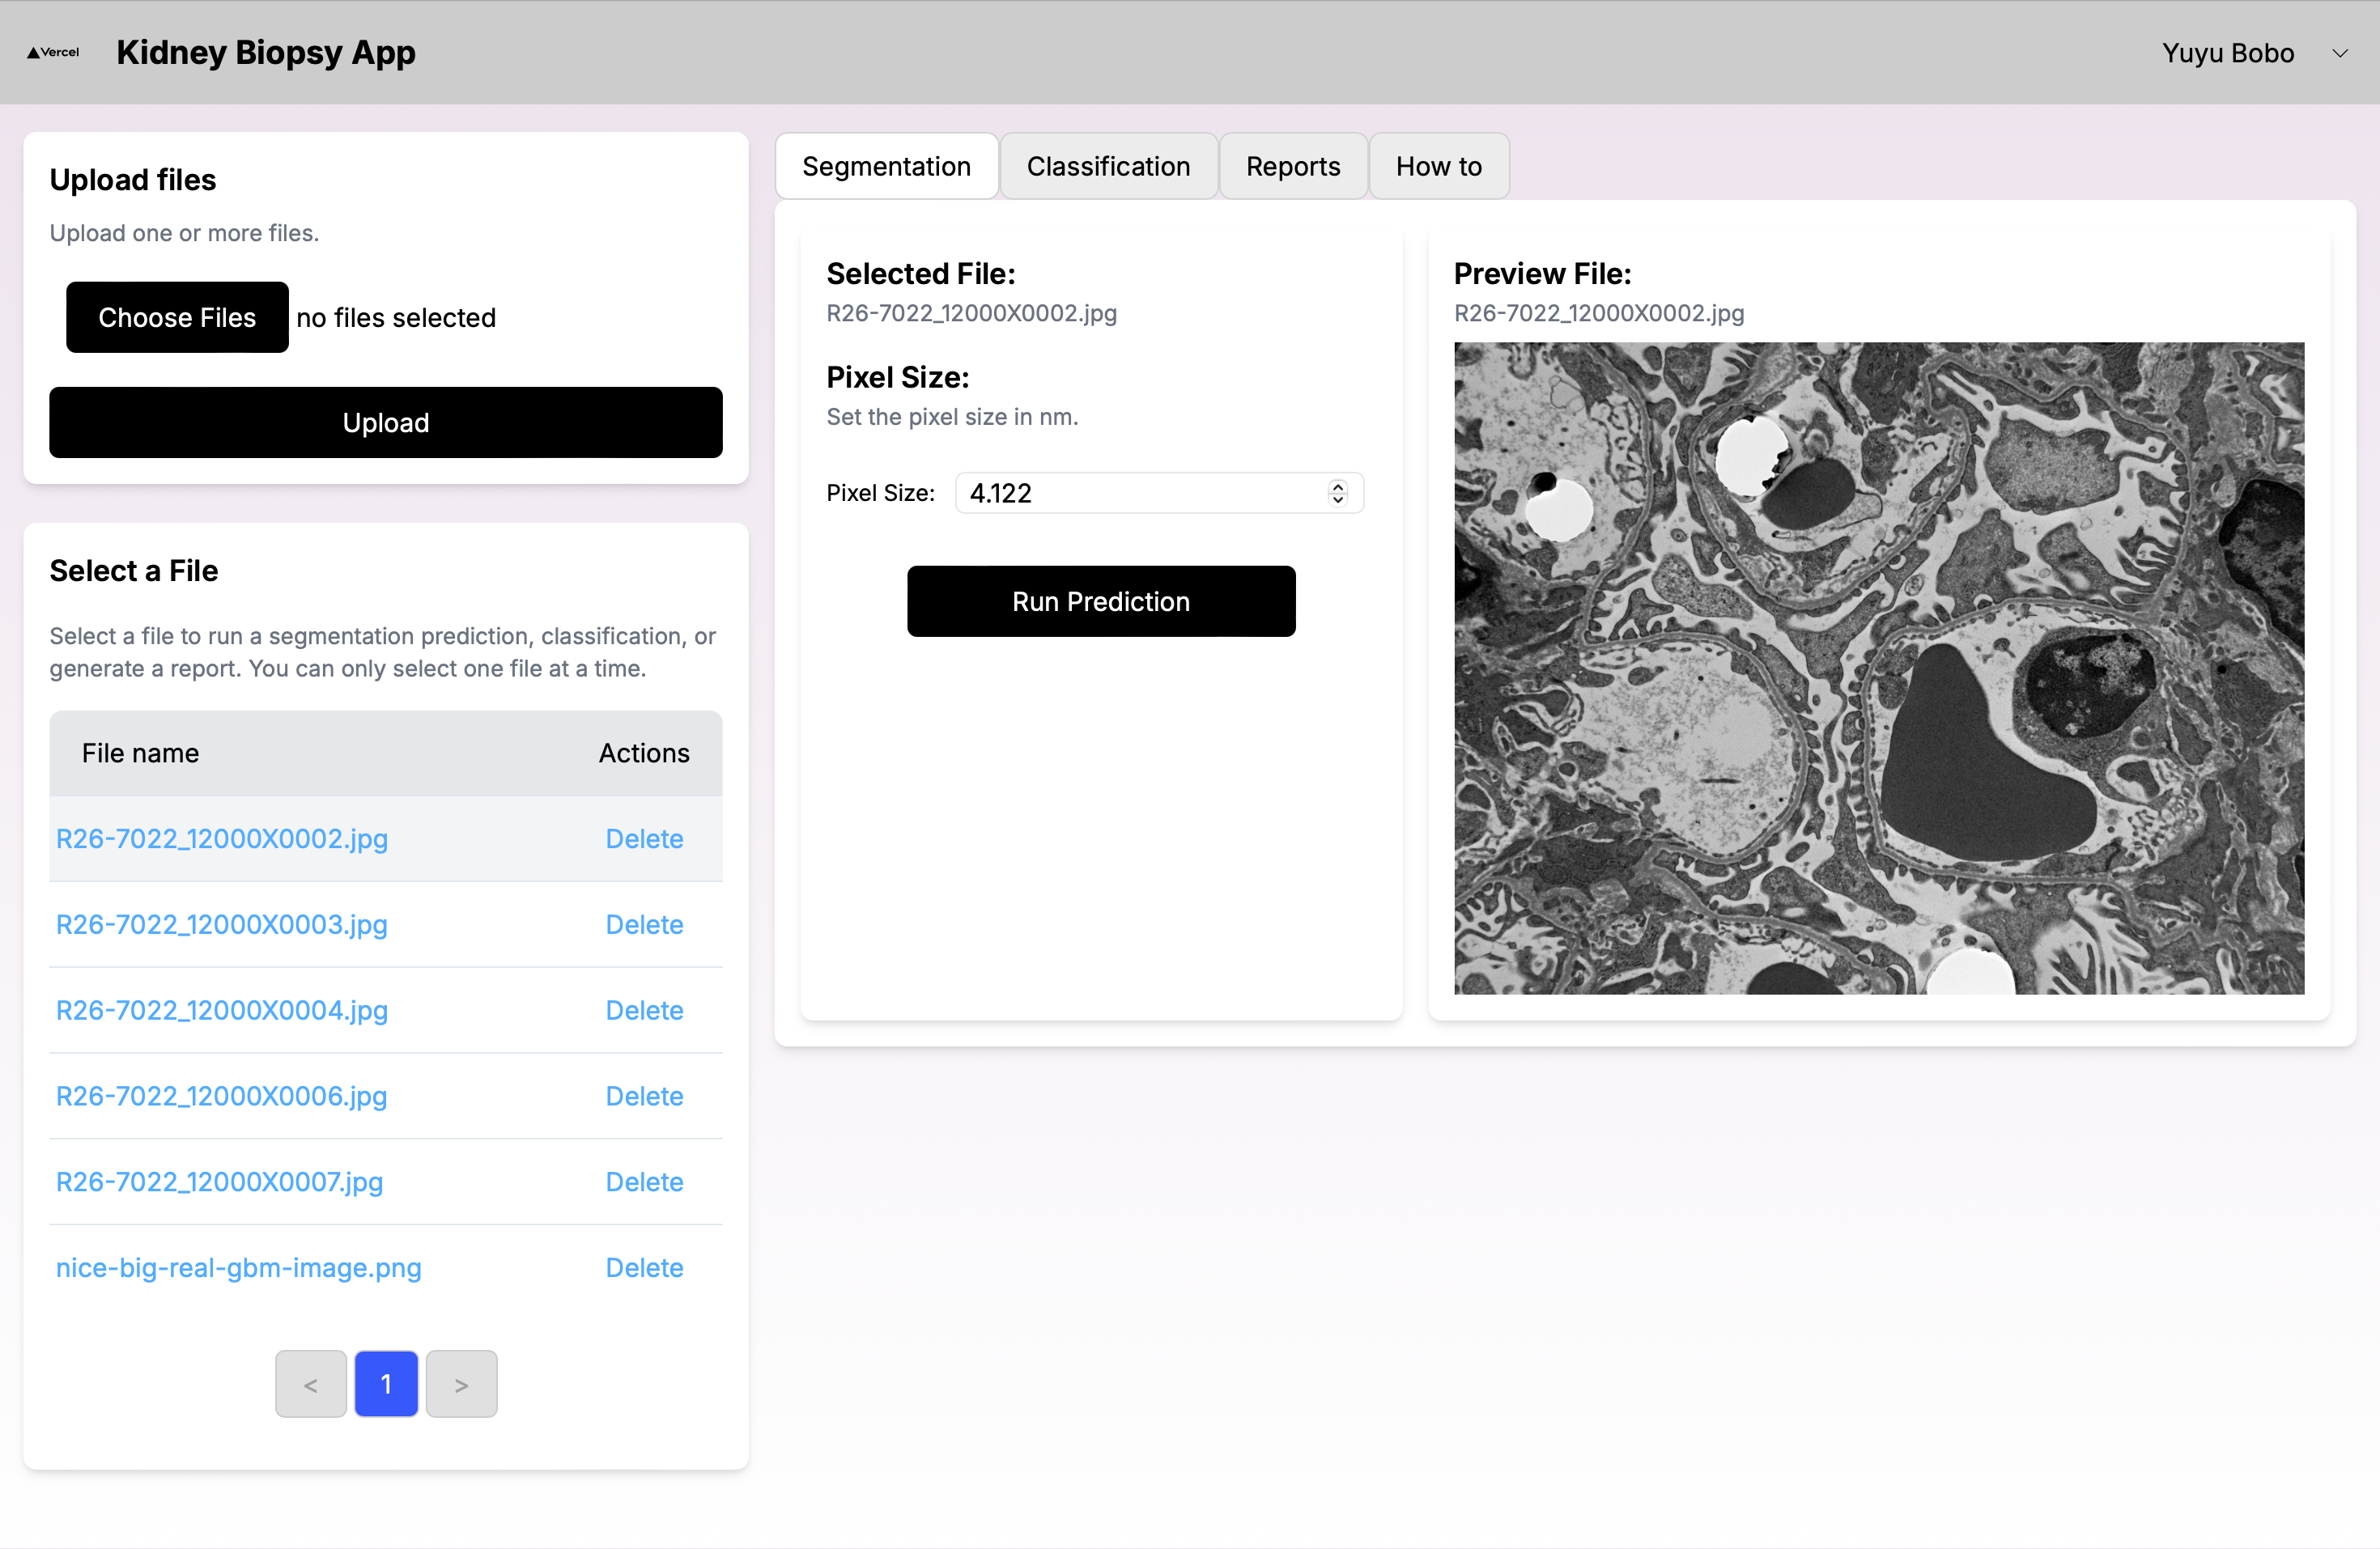 Vercel
Kidney Biopsy App
Yuyu Bobo
Upload files
Upload one or more files.
Choose Files no files selected
Upload
Select a File
Select a file to run a segmentation prediction, classification, or
generate a report. You can only select one file at a time.
File name Actions
R26-7022_12000X0002.jpg Delete
R26-7022_12000X0003.jpg Delete
R26-7022_12000X0004.jpg Delete
R26-7022_12000X0006.jpg Delete
R26-7022_12000X0007.jpg Delete
nice-big-real-gbm-image.png Delete
< 1 >
Segmentation Classification Reports How to
Selected File:
R26-7022_12000X0002.jpg
Pixel Size:
Set the pixel size in nm.
Pixel Size: 4.122
Run Prediction
Preview File:
R26-7022_12000X0002.jpg